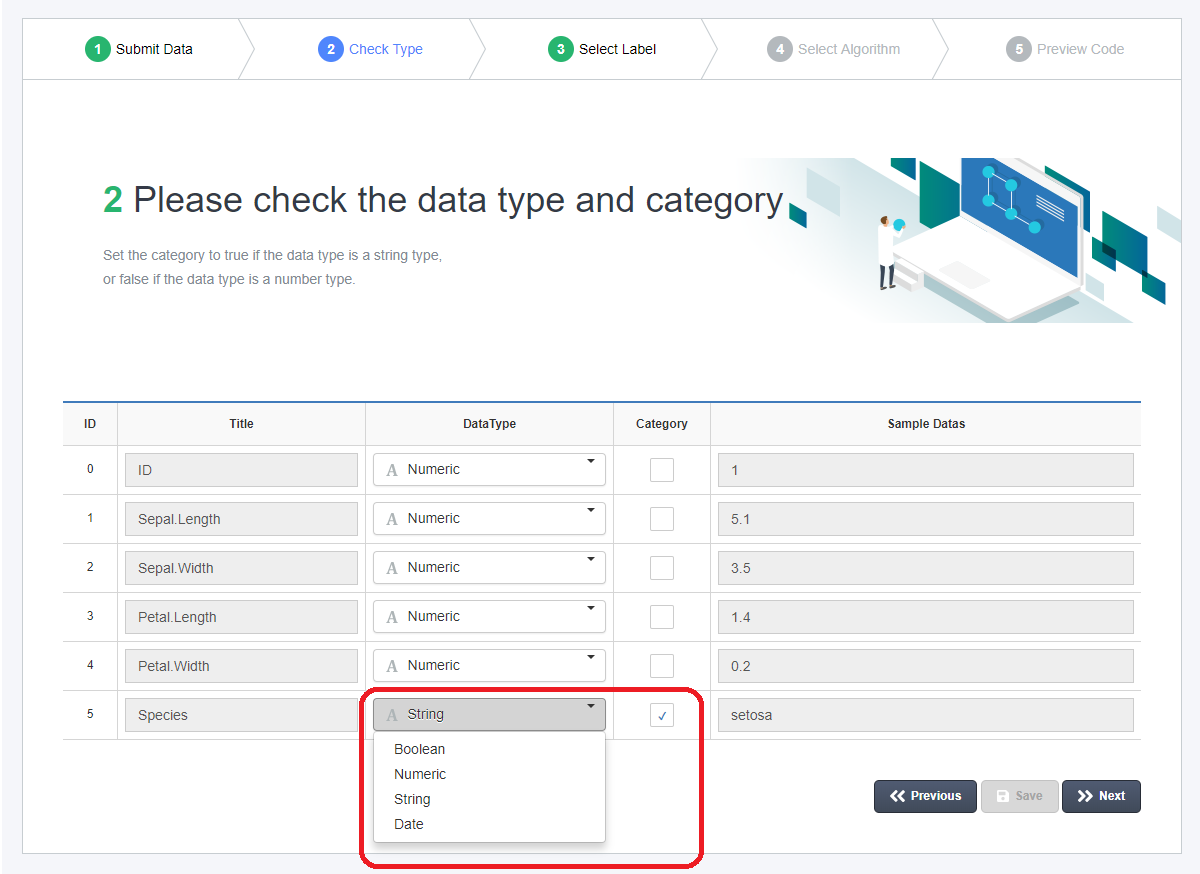 1 Submit Data
2 Check Type
3 Select Label
4 Select Algorithm
5 Preview Code
2 Please check the data type and category
Set the category to true if the data type is a string type,
or false if the data type is a number type.
ID Title DataType Category Sample Datas
0 ID A Numeric 1
1 Sepal.Length A Numeric 5.1
2 Sepal.Width A Numeric 3.5
3 Petal.Length A Numeric 1.4
4 Petal.Width A Numeric 0.2
5 Species A String ✓ setosa
Boolean
Numeric
String
Date
Previous Save Next